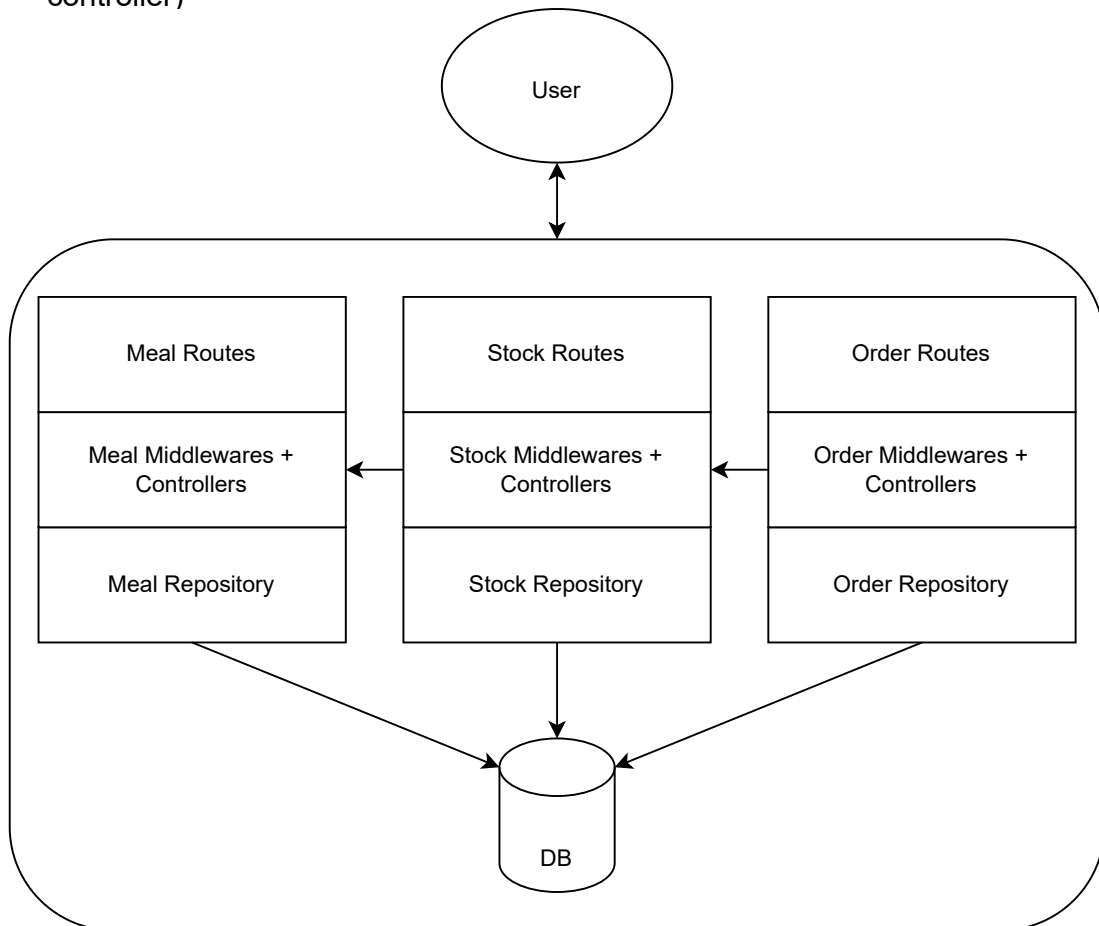 controller)
User
Meal Routes
Stock Routes
Order Routes
Meal Middlewares +
Controllers
Stock Middlewares +
Controllers
Order Middlewares +
Controllers
Meal Repository
Stock Repository
Order Repository
DB